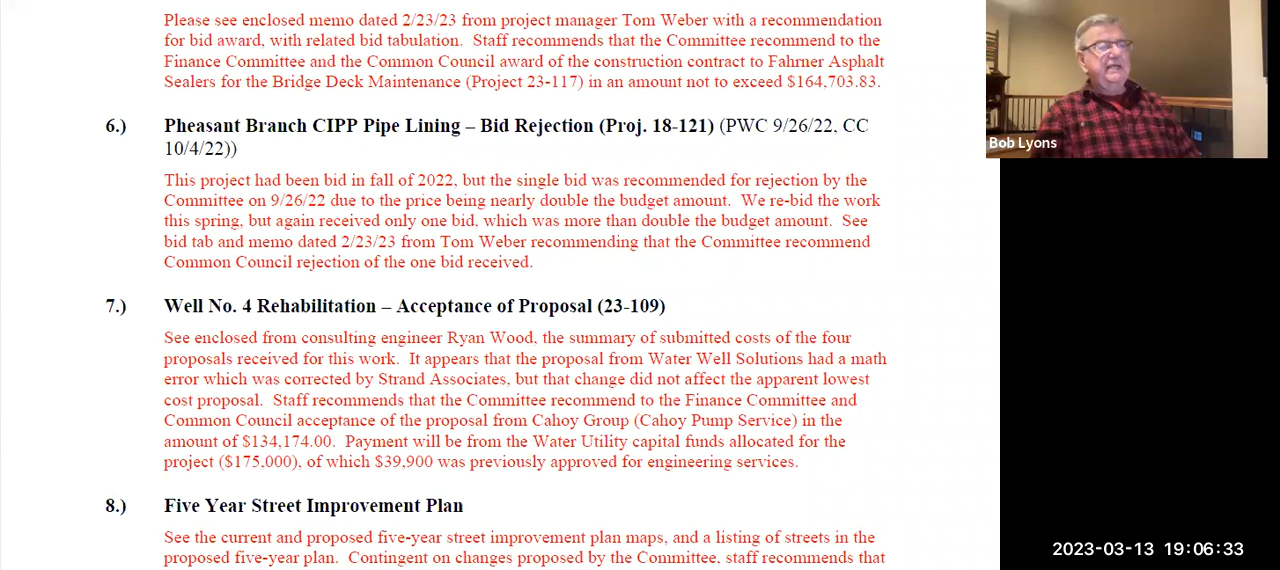 Please see enclosed memo dated 2/23/23 from project manager Tom Weber with a recommendation
for bid award, with related bid tabulation.  Staff recommends that the Committee recommend to the
Finance Committee and the Common Council award of the construction contract to Fahrner Asphalt
Sealers for the Bridge Deck Maintenance (Project 23-117) in an amount not to exceed $164,703.83.
6.) Pheasant Branch CIPP Pipe Lining – Bid Rejection (Proj. 18-121) (PWC 9/26/22, CC
10/4/22))
This project had been bid in fall of 2022, but the single bid was recommended for rejection by the
Committee on 9/26/22 due to the price being nearly double the budget amount.  We re-bid the work
this spring, but again received only one bid, which was more than double the budget amount.  See
bid tab and memo dated 2/23/23 from Tom Weber recommending that the Committee recommend
Common Council rejection of the one bid received.
7.) Well No. 4 Rehabilitation – Acceptance of Proposal (23-109)
See enclosed from consulting engineer Ryan Wood, the summary of submitted costs of the four
proposals received for this work.  It appears that the proposal from Water Well Solutions had a math
error which was corrected by Strand Associates, but that change did not affect the apparent lowest
cost proposal.  Staff recommends that the Committee recommend to the Finance Committee and
Common Council acceptance of the proposal from Cahoy Group (Cahoy Pump Service) in the
amount of $134,174.00.  Payment will be from the Water Utility capital funds allocated for the
project ($175,000), of which $39,900 was previously approved for engineering services.
8.) Five Year Street Improvement Plan
See the current and proposed five-year street improvement plan maps, and a listing of streets in the
proposed five-year plan.  Contingent on changes proposed by the Committee, staff recommends that
Bob Lyons
2023-03-13 19:06:33